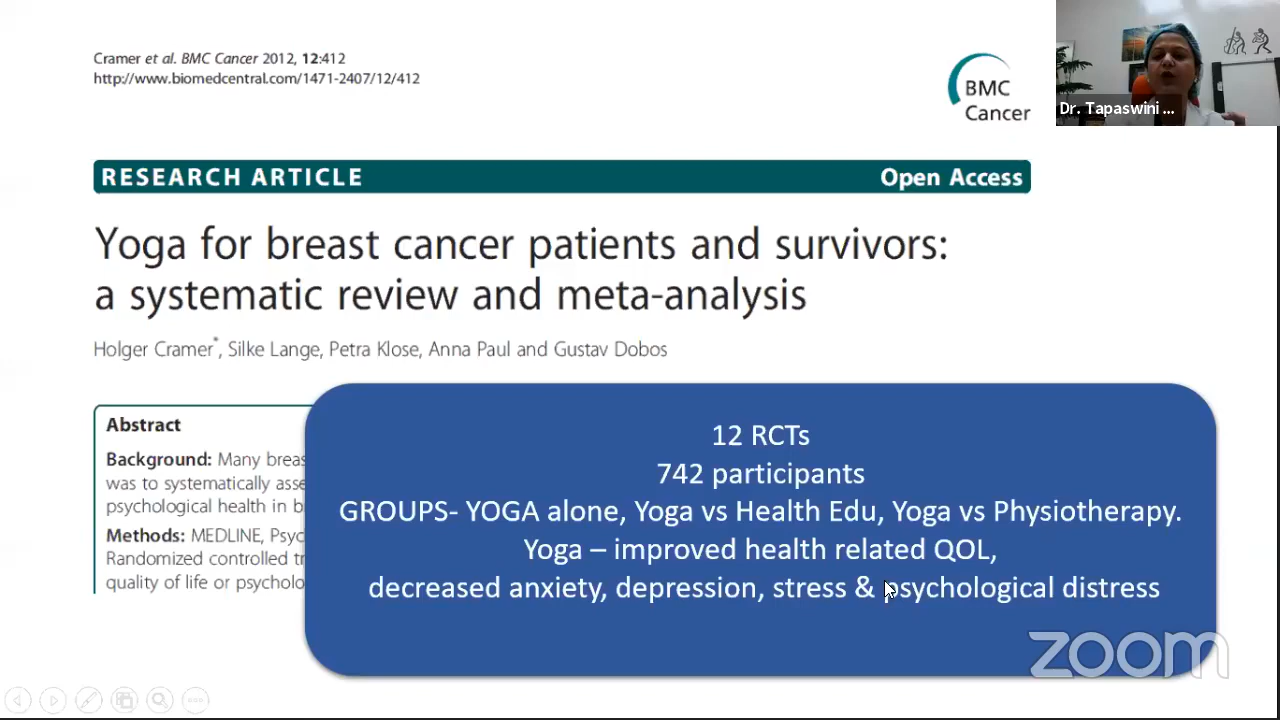 Cramer et al. BMC Cancer 2012, 12:412
http://www.biomedcentral.com/1471-2407/12/412
BMC
Cancer
Dr. Tapaswini ...
RESEARCH ARTICLE
Open Access
Yoga for breast cancer patients and survivors:
a systematic review and meta-analysis
Holger Cramer*, Silke Lange, Petra Klose, Anna Paul and Gustav Dobos
Abstract
Background: Many breas
was to systematically asse
psychological health in b
Methods: MEDLINE, Psyc
Randomized controlled tr
quality of life or psycholo
12 RCTs
742 participants
GROUPS- YOGA alone, Yoga vs Health Edu, Yoga vs Physiotherapy.
Yoga – improved health related QOL,
decreased anxiety, depression, stress & psychological distress
zoom